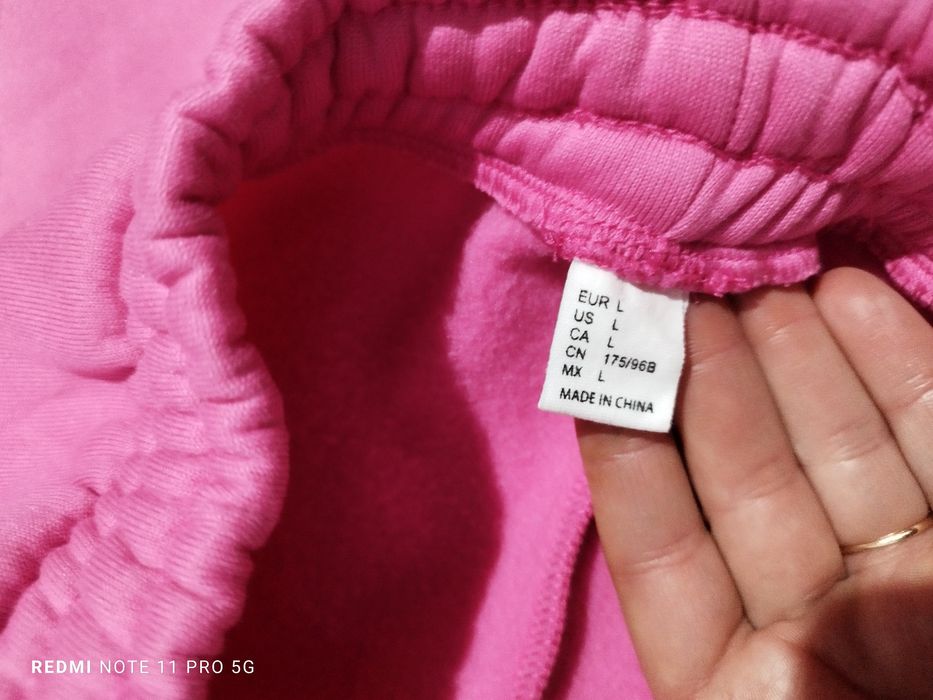 EUR L
US L
CA L
CN 175/96B
MX L
MADE IN CHINA
REDMI NOTE 11 PRO 5G